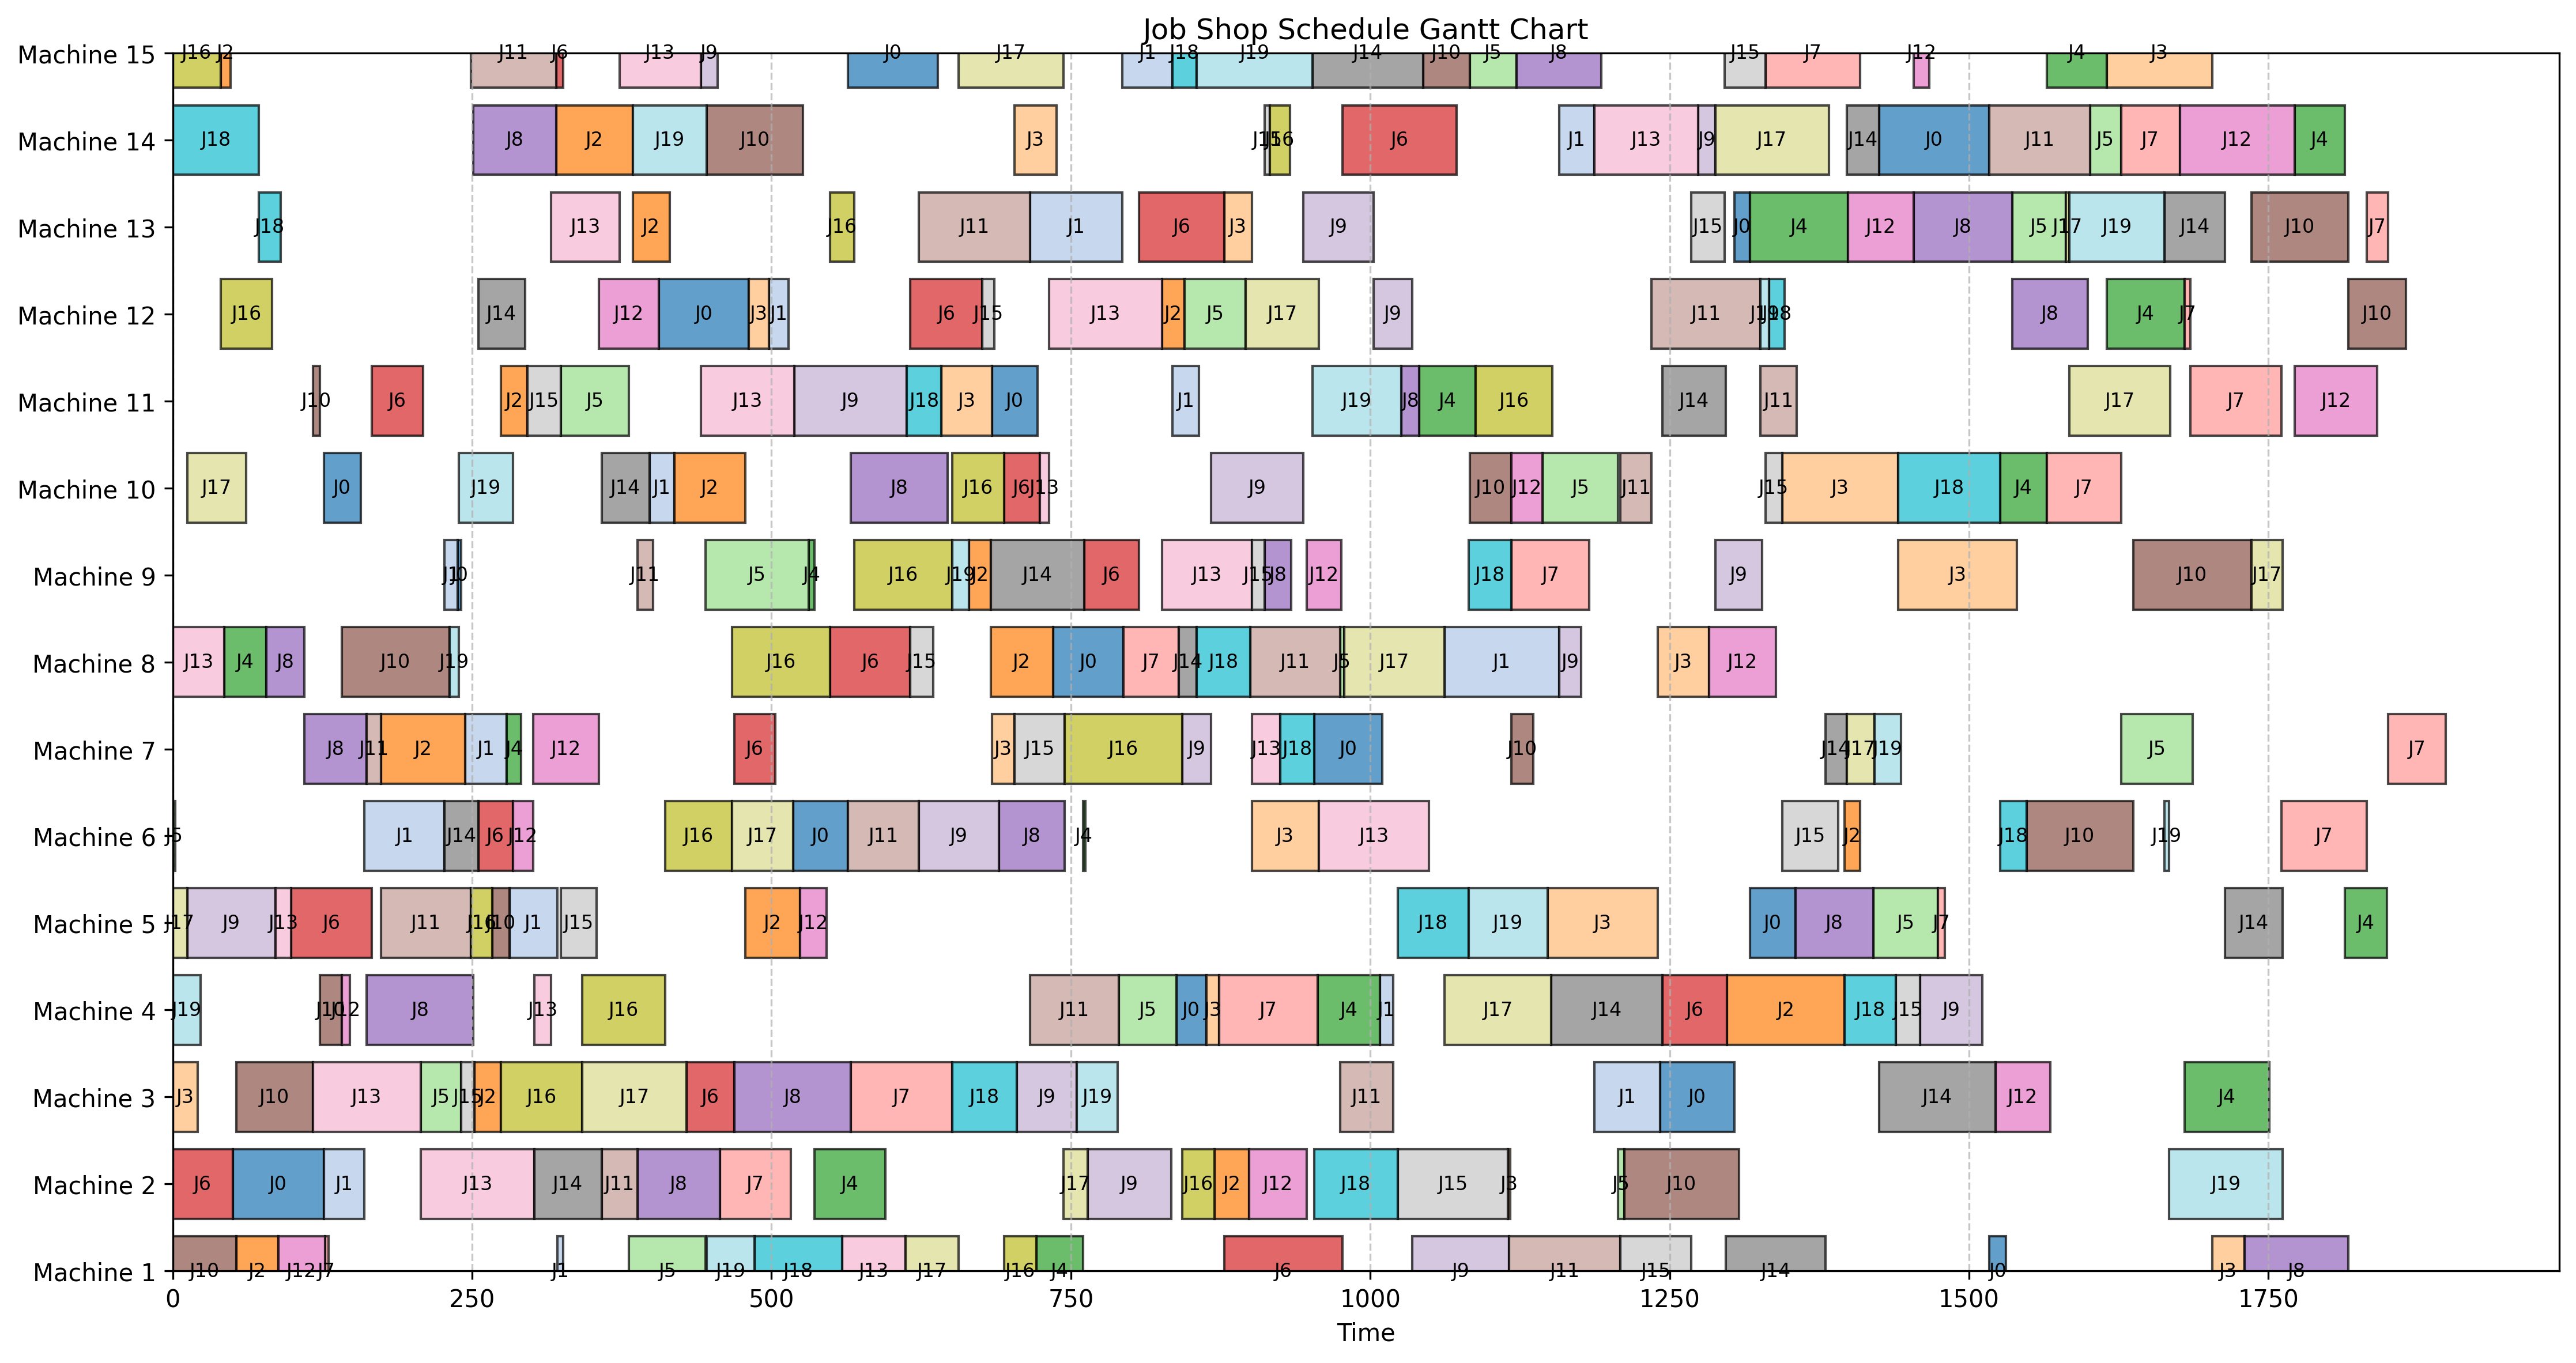 Job Shop Schedule Gantt Chart
Machine 15 J16 J2 J11 J6 J13 J9 J0 J17 J1 J18 J19 J14 J10 J5 J8 J15 J7 J12 J4 J3
Machine 14 J18 J8 J2 J19 J10 J3 J15 J16 J6 J1 J13 J9 J17 J14 J0 J11 J5 J7 J12 J4
Machine 13 J18 J13 J2 J16 J11 J1 J6 J3 J9 J15 J0 J4 J12 J8 J5 J17 J19 J14 J10 J7
Machine 12 J16 J14 J12 J0 J3 J1 J6 J15 J13 J2 J5 J17 J9 J11 J19 J18 J8 J4 J7 J10
Machine 11 J10 J6 J2 J15 J5 J13 J9 J18 J3 J0 J1 J19 J8 J4 J16 J14 J11 J17 J7 J12
Machine 10 J17 J0 J19 J14 J1 J2 J8 J16 J6 J13 J9 J10 J12 J5 J11 J15 J3 J18 J4 J7
Machine 9 J1 J0 J11 J5 J4 J16 J19 J2 J14 J6 J13 J15 J8 J12 J18 J7 J9 J3 J10 J17
Machine 8 J13 J4 J8 J10 J19 J16 J6 J15 J2 J0 J7 J14 J18 J11 J5 J17 J1 J9 J3 J12
Machine 7 J8 J11 J2 J1 J4 J12 J6 J3 J15 J16 J9 J13 J18 J0 J10 J14 J17 J19 J5 J7
Machine 6 J5 J1 J14 J6 J12 J16 J17 J0 J11 J9 J8 J4 J3 J13 J15 J2 J18 J10 J19 J7
Machine 5 J17 J9 J13 J6 J11 J16 J10 J1 J15 J2 J12 J18 J19 J3 J0 J8 J5 J7 J14 J4
Machine 4 J19 J10 J12 J8 J13 J16 J11 J5 J0 J3 J7 J4 J1 J17 J14 J6 J2 J18 J15 J9
Machine 3 J3 J10 J13 J5 J15 J2 J16 J17 J6 J8 J7 J18 J9 J19 J11 J1 J0 J14 J12 J4
Machine 2 J6 J0 J1 J13 J14 J11 J8 J7 J4 J17 J9 J16 J2 J12 J18 J15 J3 J5 J10 J19
Machine 1 J10 J2 J12 J7 J1 J5 J19 J18 J13 J17 J16 J4 J6 J9 J11 J15 J14 J0 J3 J8
0 250 500 750 1000 1250 1500 1750
Time